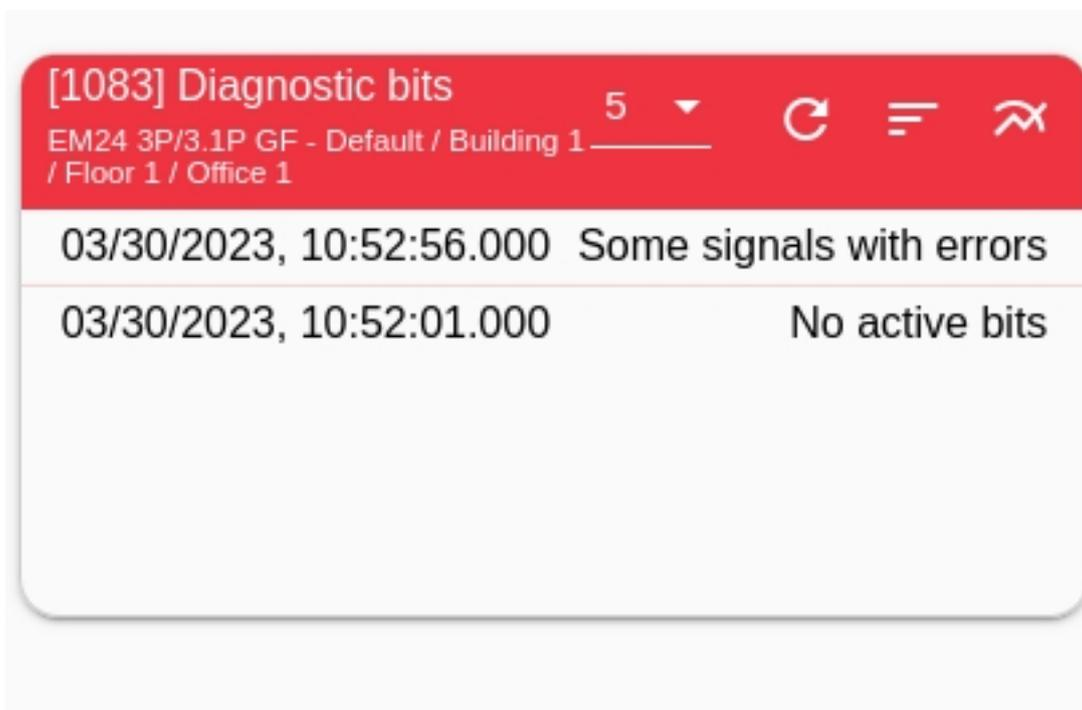 [1083] Diagnostic bits
5
EM24 3P/3.1P GF - Default / Building 1
/ Floor 1 / Office 1
03/30/2023, 10:52:56.000 Some signals with errors
03/30/2023, 10:52:01.000 No active bits